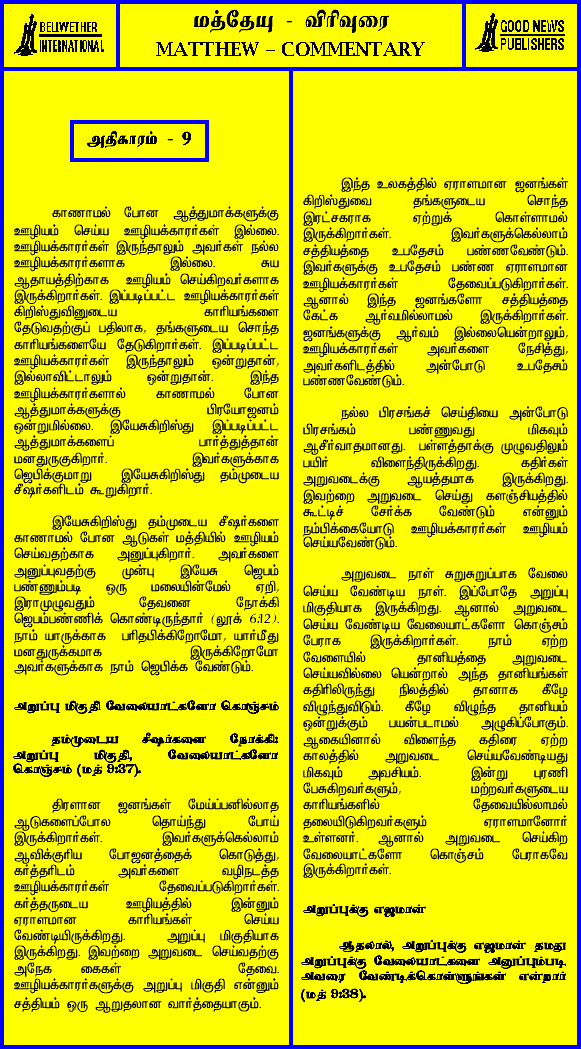 BELIWETHER
INTERNATIONAL
மத்தேயு - விரிவுரை
MATTHEW – COMMENTARY
GOOD NEWS
PUBLISHERS
அதிகாரம் - 9
காணாமல் போன ஆத்துமாக்களுக்கு
ஊழியம் செய்ய ஊழியக்காரர்கள் இல்லை.
ஊழியக்காரர்கள் இருந்தாலும் அவர்கள் நல்ல
ஊழியக்காரர்களாக இல்லை. சுய
ஆதாயத்திற்காக ஊழியம் செய்கிறவர்களாக
இருக்கிறார்கள். இப்படிப்பட்ட ஊழியக்காரர்கள்
கிறிஸ்துவினுடைய காரியங்களை
தேடுவதற்குப் பதிலாக, தங்களுடைய சொந்த
காரியங்களையே தேடுகிறார்கள். இப்படிப்பட்ட
ஊழியக்காரர்கள் இருந்தாலும் ஒன்றுதான்,
இல்லாவிட்டாலும் ஒன்றுதான். இந்த
ஊழியக்காரர்களால் காணாமல் போன
ஆத்துமாக்களுக்கு பிரயோஜனம்
ஒன்றுமில்லை. இயேசுகிறிஸ்து இப்படிப்பட்ட
ஆத்துமாக்களைப் பார்த்துத்தான்
மனதுருகுகிறார். இவர்களுக்காக
ஜெபிக்குமாறு இயேசுகிறிஸ்து தம்முடைய
சீஷர்களிடம் கூறுகிறார்.
இயேசுகிறிஸ்து தம்முடைய சீஷர்களை
காணாமல் போன ஆடுகள் மத்தியில் ஊழியம்
செய்வதற்காக அனுப்புகிறார். அவர்களை
அனுப்புவதற்கு முன்பு இயேசு ஜெபம்
பண்ணும்படி ஒரு மலையின்மேல் ஏறி,
இராமுழுவதும் தேவனை நோக்கி
ஜெபம்பண்ணிக் கொண்டிருந்தார் (லூக் 6:12).
நாம் யாருக்காக பரிதபிக்கிறோமோ, யார்மீது
மனதுருக்கமாக இருக்கிறோமோ
அவர்களுக்காக நாம் ஜெபிக்க வேண்டும்.
அறுப்பு மிகுதி வேலையாட்களோ கொஞ்சம்
தம்முடைய சீஷர்களை நோக்கி:
அறுப்பு மிகுதி, வேலையாட்களோ
கொஞ்சம் (மத் 9:37).
திரளான ஜனங்கள் மேய்ப்பனில்லாத
ஆடுகளைப்போல தொய்ந்து போய்
இருக்கிறார்கள். இவர்களுக்கெல்லாம்
ஆவிக்குரிய போஜனத்தைக் கொடுத்து,
கர்த்தரிடம் அவர்களை வழிநடத்த
ஊழியக்காரர்கள் தேவைப்படுகிறார்கள்.
கர்த்தருடைய ஊழியத்தில் இன்னும்
ஏராளமான காரியங்கள் செய்ய
வேண்டியிருக்கிறது. அறுப்பு மிகுதியாக
இருக்கிறது. இவற்றை அறுவடை செய்வதற்கு
அநேக கைகள் தேவை.
ஊழியக்காரர்களுக்கு அறுப்பு மிகுதி என்னும்
சத்தியம் ஒரு ஆறுதலான வார்த்தையாகும்.
இந்த உலகத்தில் ஏராளமான ஜனங்கள்
கிறிஸ்துவை தங்களுடைய சொந்த
இரட்சகராக ஏற்றுக் கொள்ளாமல்
இருக்கிறார்கள். இவர்களுக்கெல்லாம்
சத்தியத்தை உபதேசம் பண்ணவேண்டும்.
இவர்களுக்கு உபதேசம் பண்ண ஏராளமான
ஊழியக்காரர்கள் தேவைப்படுகிறார்கள்.
ஆனால் இந்த ஜனங்களோ சத்தியத்தை
கேட்க ஆர்வமில்லாமல் இருக்கிறார்கள்.
ஜனங்களுக்கு ஆர்வம் இல்லையென்றாலும்,
ஊழியக்காரர்கள் அவர்களை நேசித்து,
அவர்களிடத்தில் அன்போடு உபதேசம்
பண்ணவேண்டும்.
நல்ல பிரசங்கச் செய்தியை அன்போடு
பிரசங்கம் பண்ணுவது மிகவும்
ஆசீர்வாதமானது. பள்ளத்தாக்கு முழுவதிலும்
பயிர் விளைந்திருக்கிறது. கதிர்கள்
அறுவடைக்கு ஆயத்தமாக இருக்கிறது.
இவற்றை அறுவடை செய்து களஞ்சியத்தில்
கூட்டிச் சேர்க்க வேண்டும் என்னும்
நம்பிக்கையோடு ஊழியக்காரர்கள் ஊழியம்
செய்யவேண்டும்.
அறுவடை நாள் சுறுசுறுப்பாக வேலை
செய்ய வேண்டிய நாள். இப்போதே அறுப்பு
மிகுதியாக இருக்கிறது. ஆனால் அறுவடை
செய்ய வேண்டிய வேலையாட்களோ கொஞ்சம்
பேராக இருக்கிறார்கள். நாம் ஏற்ற
வேளையில் தானியத்தை அறுவடை
செய்யவில்லை யென்றால் அந்த தானியங்கள்
கதிரிலிருந்து நிலத்தில் தானாக கீழே
விழுந்துவிடும். கீழே விழுந்த தானியம்
ஒன்றுக்கும் பயன்படாமல் அழுகிப்போகும்.
ஆகையினால் விளைந்த கதிரை ஏற்ற
காலத்தில் அறுவடை செய்யவேண்டியது
மிகவும் அவசியம். இன்று புரணி
பேசுகிறவர்களும், மற்றவர்களுடைய
காரியங்களில் தேவையில்லாமல்
தலையிடுகிறவர்களும் ஏராளமானோர்
உள்ளனர். ஆனால் அறுவடை செய்கிற
வேலையாட்களோ கொஞ்சம் பேராகவே
இருக்கிறார்கள்.
அறுப்புக்கு எஜமான்
ஆதலால், அறுப்புக்கு எஜமான் தமது
அறுப்புக்கு வேலையாட்களை அனுப்பும்படி
அவரை வேண்டிக்கொள்ளுங்கள் என்றார்
(மத் 9:38).